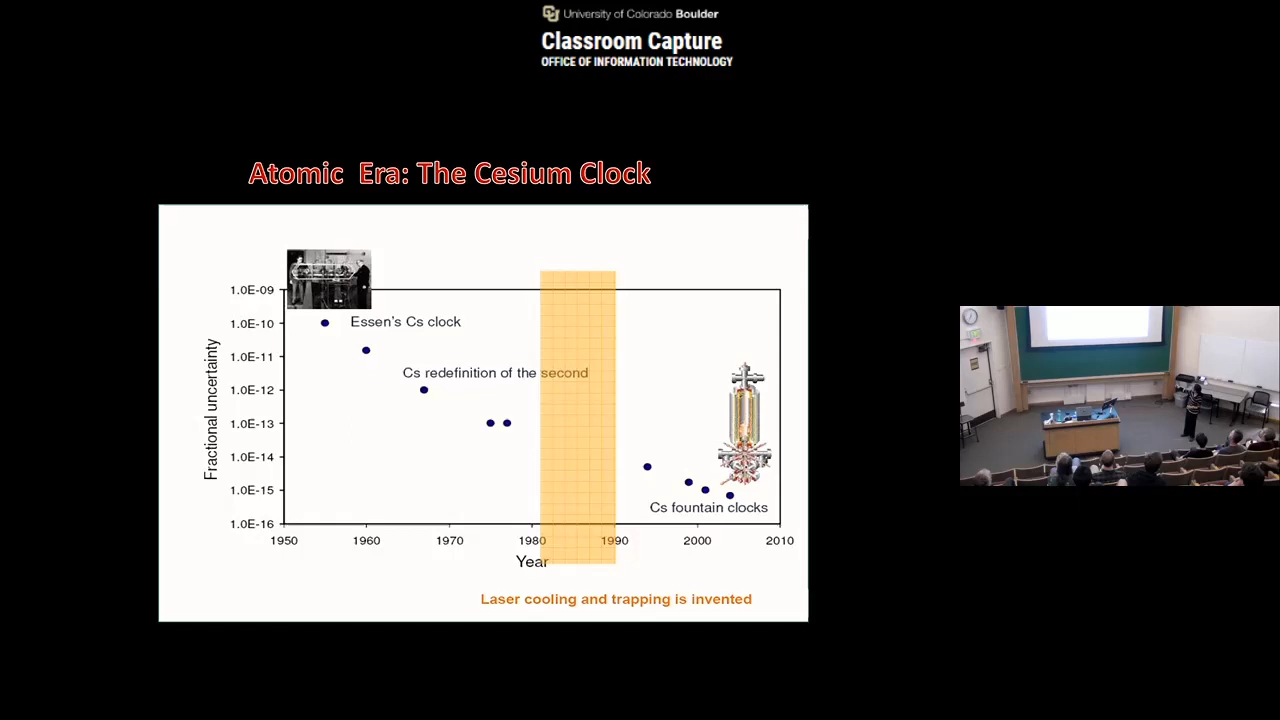 University of Colorado Boulder
Classroom Capture
OFFICE OF INFORMATION TECHNOLOGY
Atomic Era: The Cesium Clock
1.0E-09
1.0E-10
1.0E-11
1.0E-12
1.0E-13
1.0E-14
1.0E-15
1.0E-16
Fractional uncertainty
Essen's Cs clock
Cs redefinition of the second
Cs fountain clocks
1950 1960 1970 1980 1990 2000 2010
Year
Laser cooling and trapping is invented